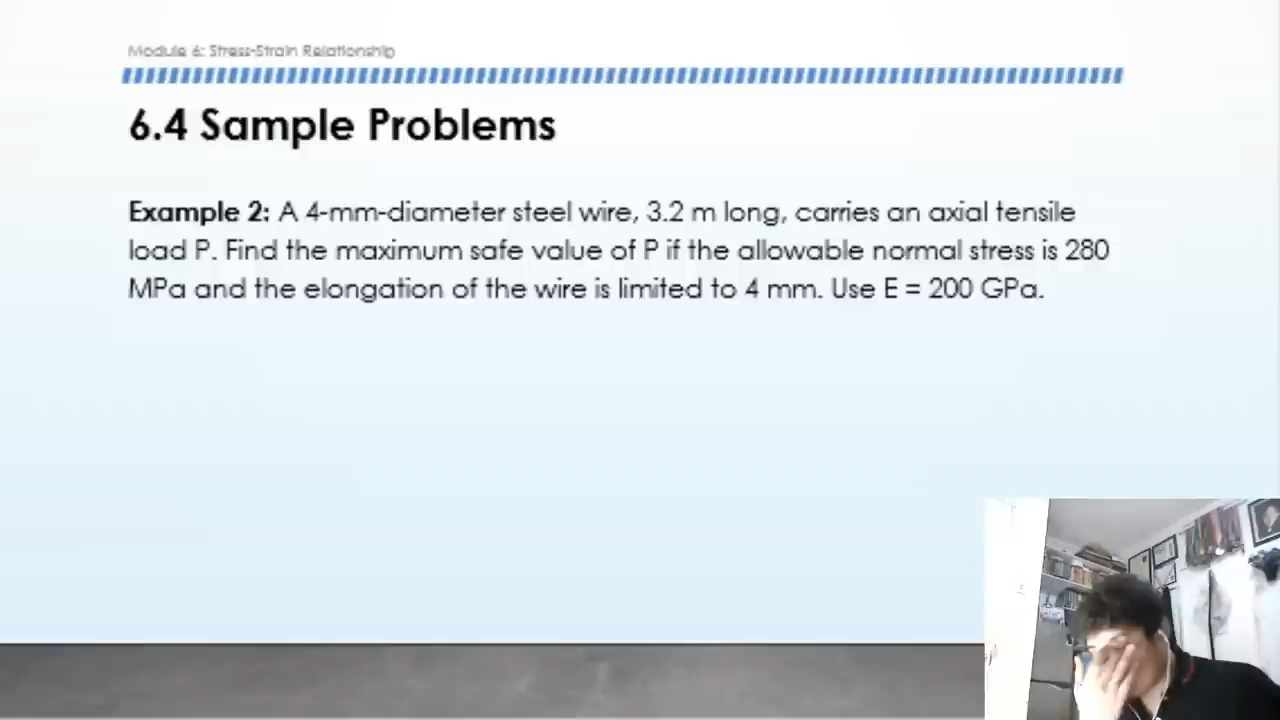 Module 6: Stress-Strain Relationship
6.4 Sample Problems
Example 2: A 4-mm-diameter steel wire, 3.2 m long, carries an axial tensile
load P. Find the maximum safe value of P if the allowable normal stress is 280
MPa and the elongation of the wire is limited to 4 mm. Use E = 200 GPa.